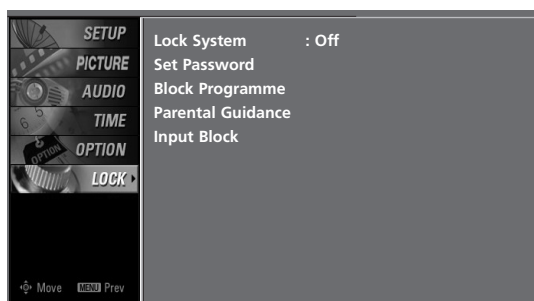 SETUP
PICTURE
AUDIO
TIME
OPTION
LOCK
Move MENU Prev
Lock System : Off
Set Password
Block Programme
Parental Guidance
Input Block